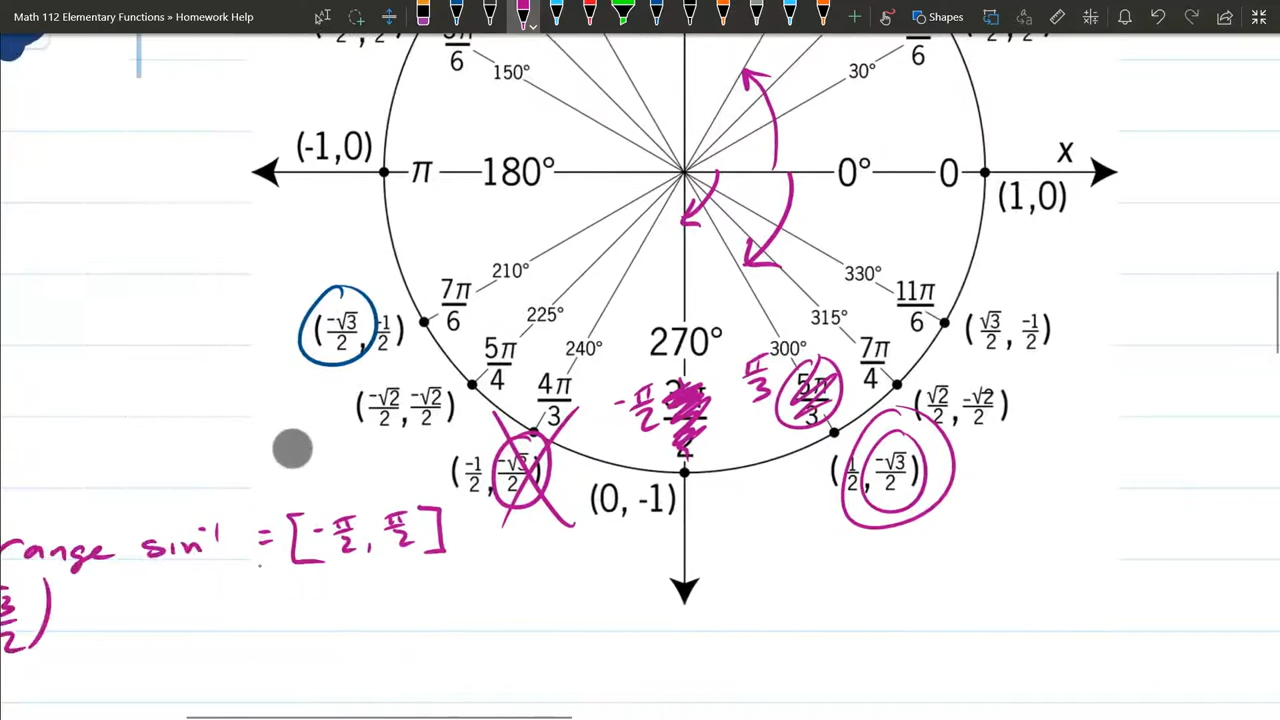 Math 112 Elementary Functions » Homework Help
Shapes
6
150°
30°
6
(-1,0)
π
180°
0°
0
x
(1,0)
210°
7π/6
225°
5π/4
240°
4π/3
270°
300°
5π/3
315°
7π/4
330°
11π/6
(-√3/2, -1/2)
(√3/2, -1/2)
(-√2/2, -√2/2)
(√2/2, -√2/2)
-π/2
π/3
(-1/2, -√3/2)
(0, -1)
(1/2, -√3/2)
range sin⁻¹ = [-π/2, π/2]